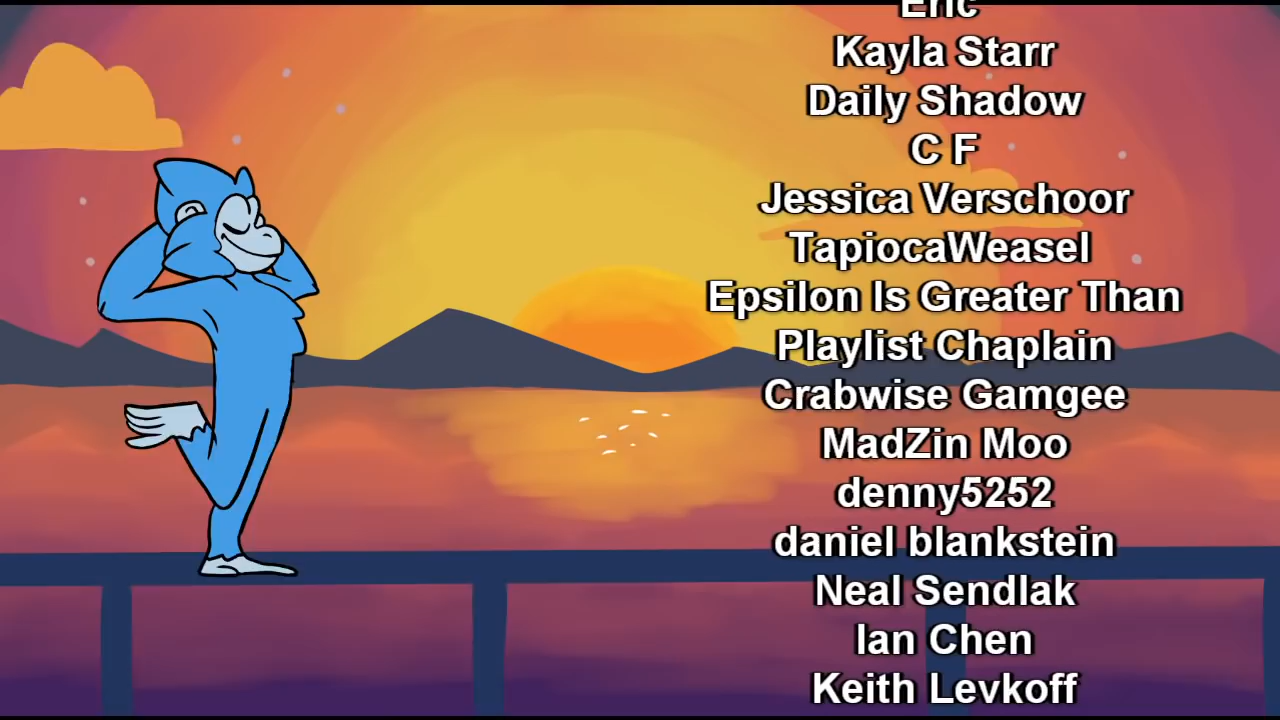 Eric
Kayla Starr
Daily Shadow
C F
Jessica Verschoor
TapiocaWeasel
Epsilon Is Greater Than
Playlist Chaplain
Crabwise Gamgee
MadZin Moo
denny5252
daniel blankstein
Neal Sendlak
Ian Chen
Keith Levkoff